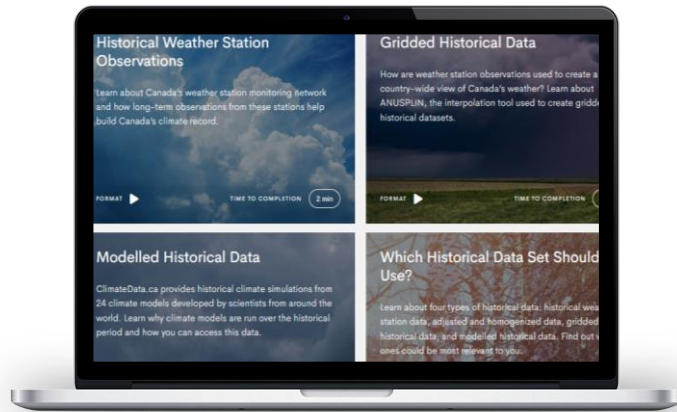 Historical Weather Station
Observations
Learn about Canada's weather station monitoring network
and how long-term observations from these stations help
build Canada's climate record.
FORMAT
TIME TO COMPLETION
2 min
Gridded Historical Data
How are weather station observations used to create a
country-wide view of Canada's weather? Learn about
ANUSPLIN, the interpolation tool used to create gridde
historical datasets.
FORMAT
TIME TO COMPLETION
Modelled Historical Data
ClimateData.ca provides historical climate simulations from
24 climate models developed by scientists from around the
world. Learn why climate models are run over the historical
period and how you can access this data.
Which Historical Data Set Should
Use?
Learn about four types of historical data: historical wea
station data, adjusted and homogenized data, gridded
historical data, and modelled historical data. Find out
ones could be most relevant to you.